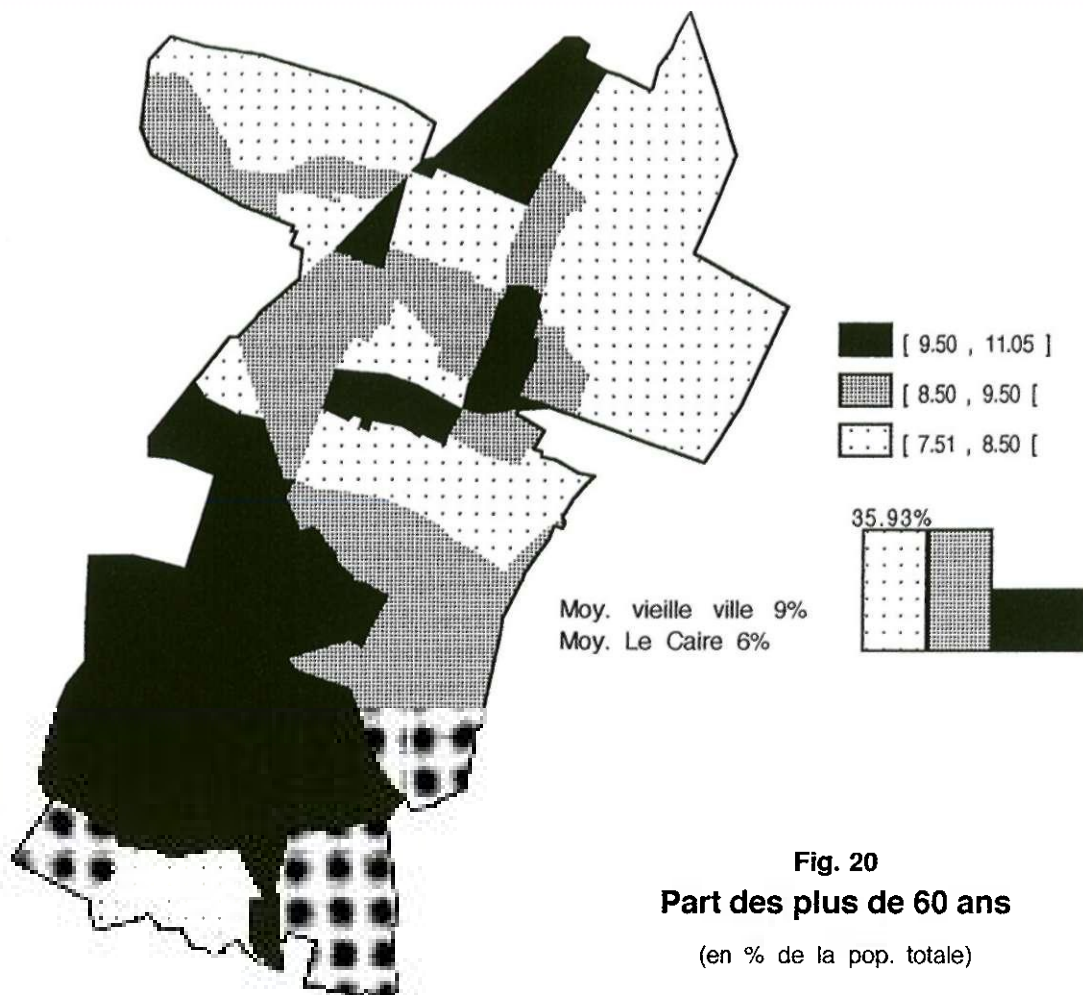 [ 9.50 , 11.05 ]
[ 8.50 , 9.50 [
[ 7.51 , 8.50 [
35.93%
Moy. vieille ville 9%
Moy. Le Caire 6%
Fig. 20
Part des plus de 60 ans
(en % de la pop. totale)